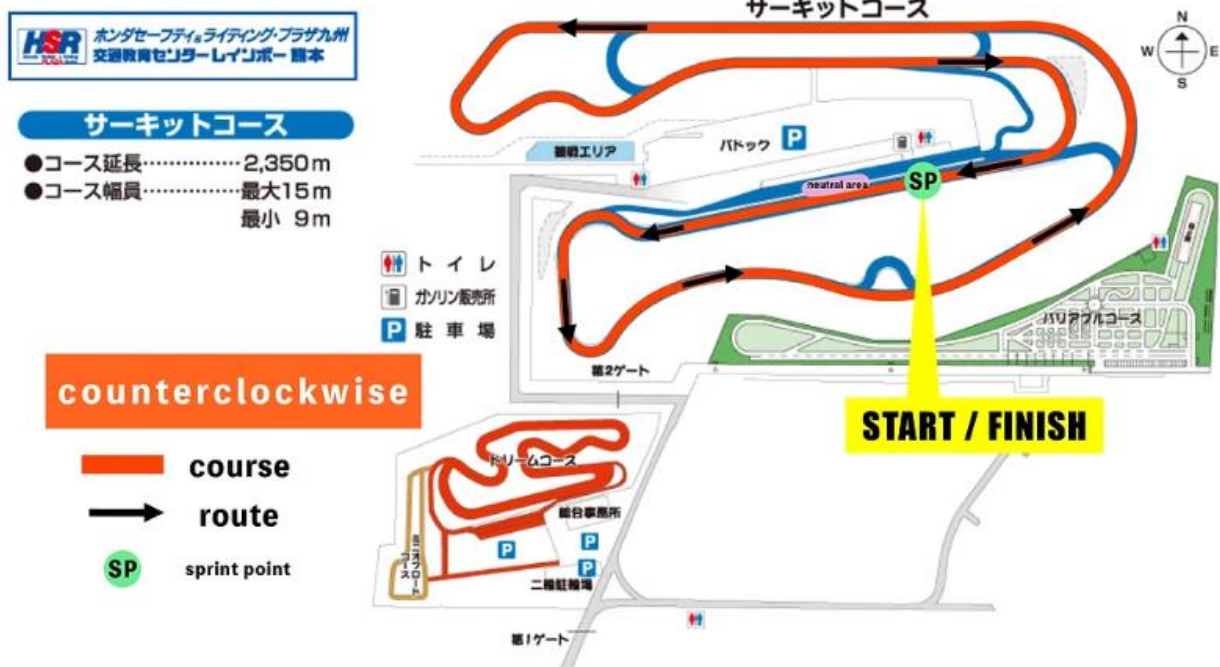 サーキットコース
HSR
ホンダセーフティ&ライディング・プラザ九州
交通教育センターレインボー 熊本
N
W
E
S
サーキットコース
●コース延長……………2,350m
●コース幅員……………最大15m
最小 9m
観戦エリア
パドック
P
neutral area
SP
トイレ
ガソリン販売所
P 駐車場
バリアブルコース
第2ゲート
counterclockwise
START / FINISH
course
route
SP sprint point
ドリームコース
総合事務所
P
P
P
二輪駐輪場
第1ゲート